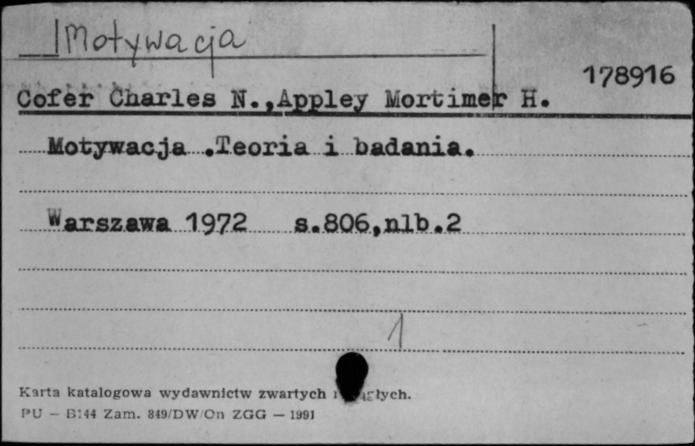 Motywacja
178916
Cofer Charles N.,Appley Mortimer H.
Motywacja .Teoria i badania.
Warszawa 1972 s.806,nlb.2
1
Karta katalogowa wydawnictw zwartych i
PU – B144 Zam. 849/DW/On ZGG — 1991